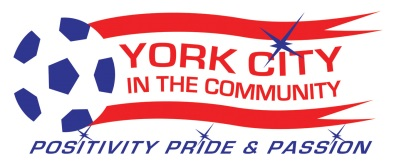 YORK CITY
IN THE COMMUNITY
POSITIVITY PRIDE & PASSION